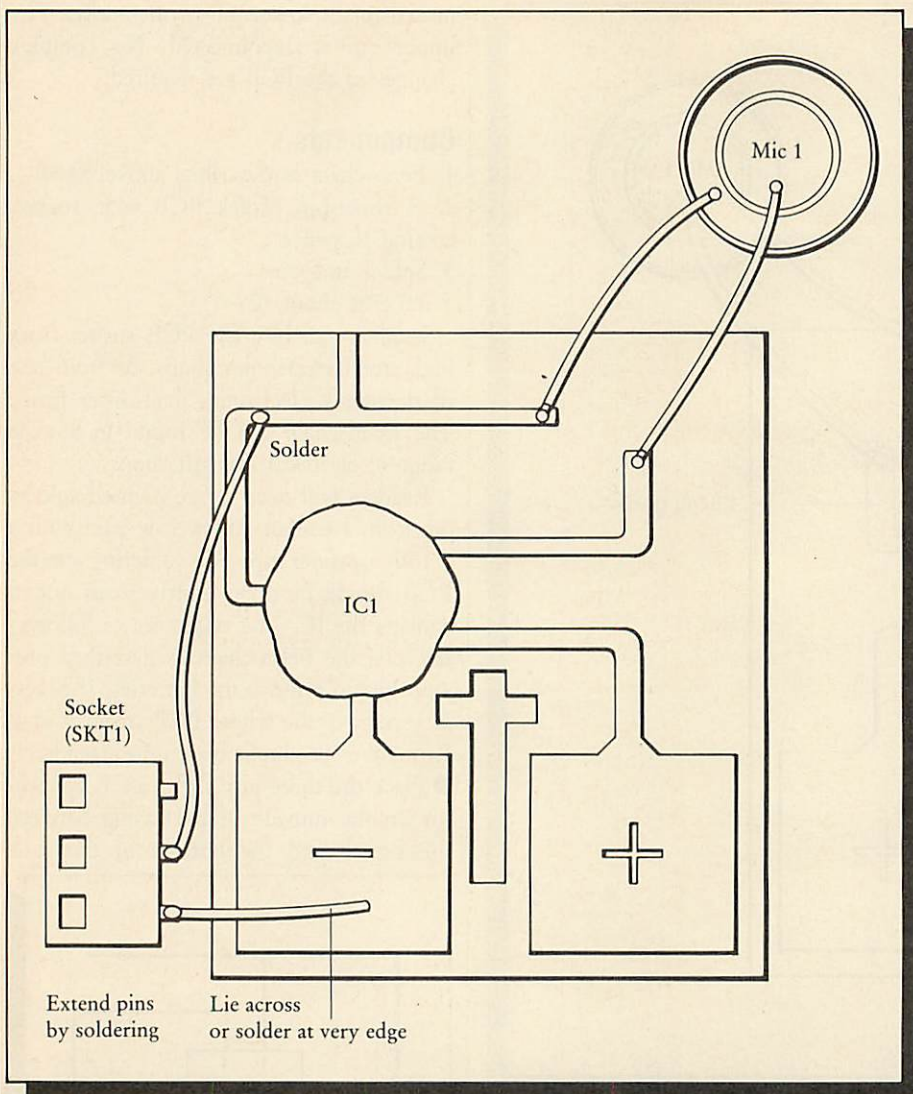 Mic 1
Solder
IC1
Socket
(SKT1)
Extend pins
by soldering
Lie across
or solder at very edge